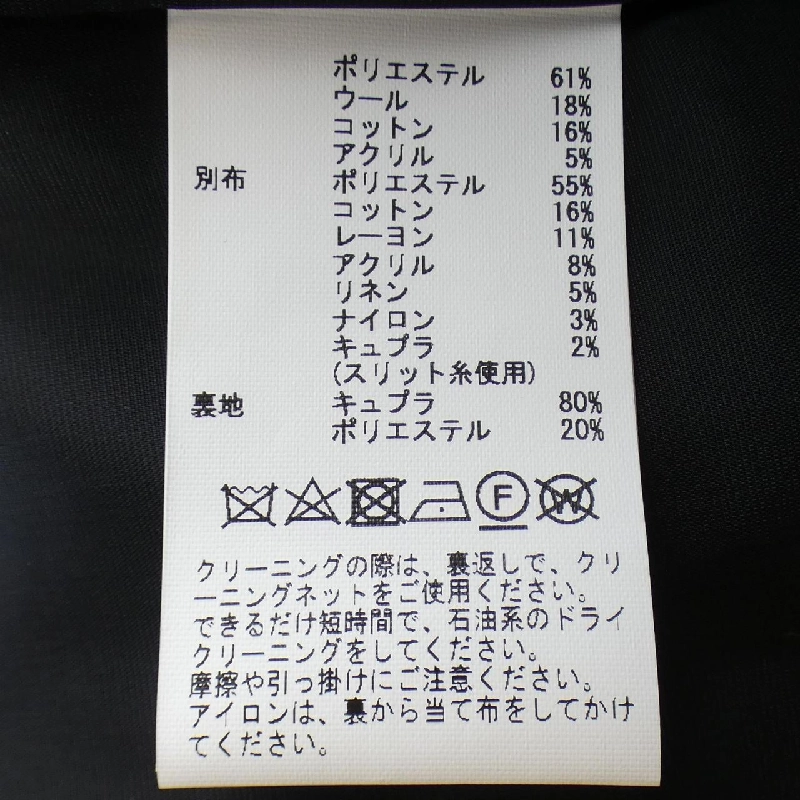 ポリエステル 61%
ウール 18%
コットン 16%
アクリル 5%
別布 ポリエステル 55%
コットン 16%
レーヨン 11%
アクリル 8%
リネン 5%
ナイロン 3%
キュプラ 2%
(スリット糸使用)
裏地 キュプラ 80%
ポリエステル 20%
F W
クリーニングの際は、裏返しで、クリ
ーニングネットをご使用ください。
できるだけ短時間で、石油系のドライ
クリーニングをしてください。
摩擦や引っ掛けにご注意ください。
アイロンは、裏から当て布をしてかけ
てください。